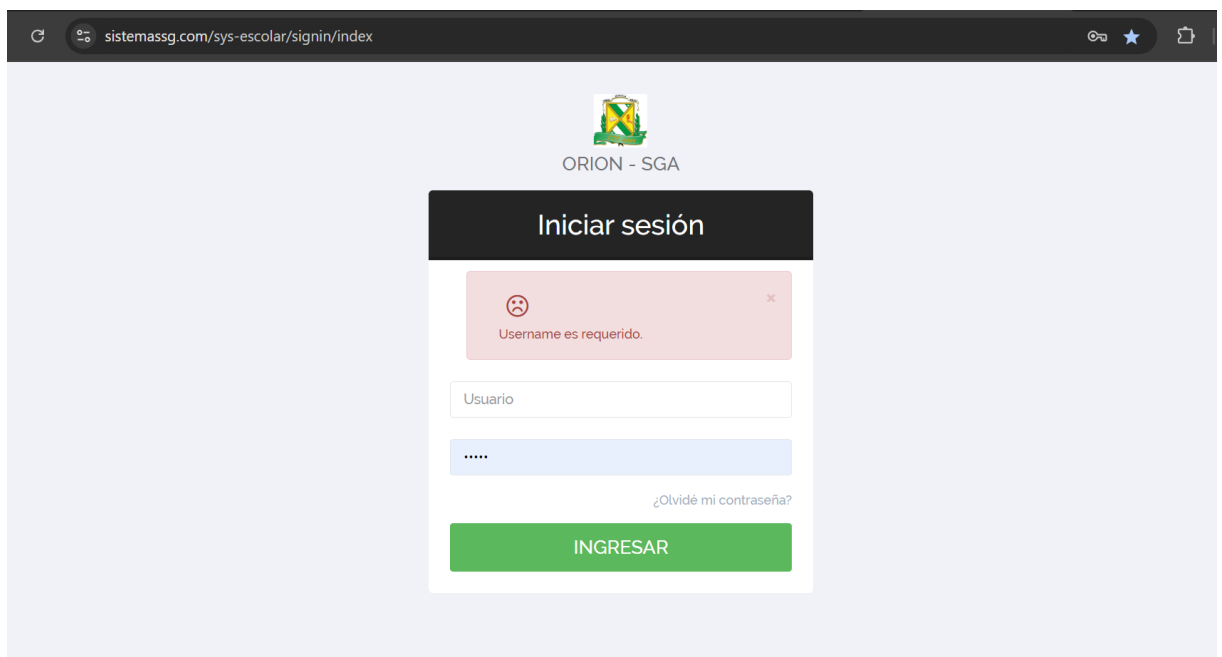 sistemassg.com/sys-escolar/signin/index
ORION - SGA
Iniciar sesión
×
Username es requerido.
Usuario
•••••
¿Olvidé mi contraseña?
INGRESAR